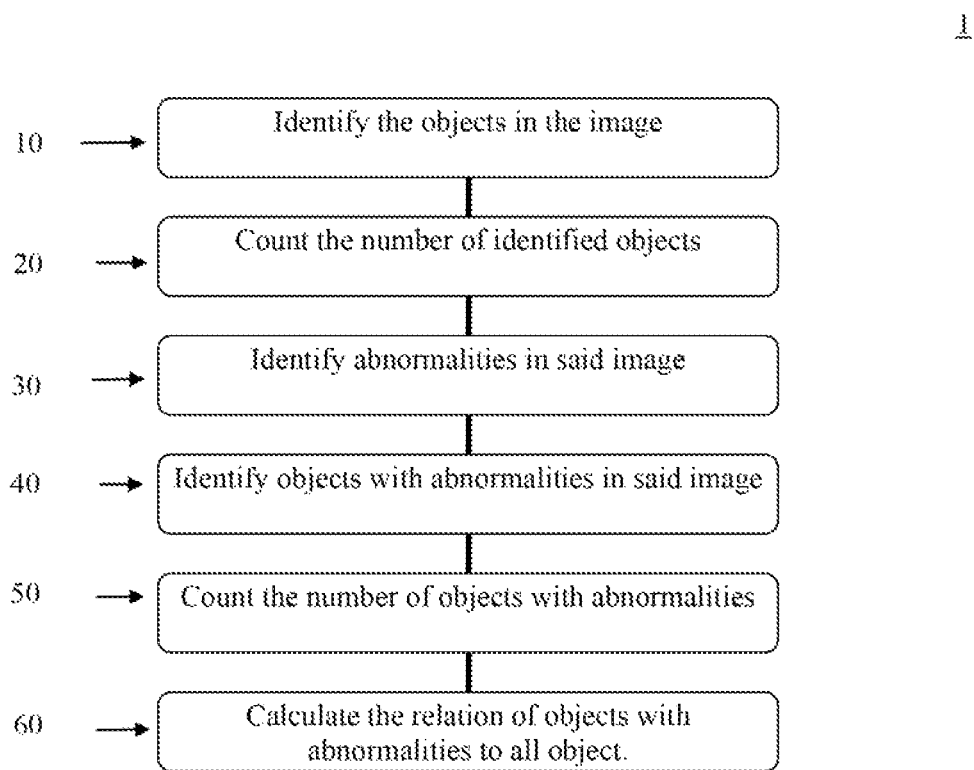 1
10
Identify the objects in the image
20
Count the number of identified objects
30
Identify abnormalities in said image
40
Identify objects with abnormalities in said image
50
Count the number of objects with abnormalities
60
Calculate the relation of objects with
abnormalities to all object.